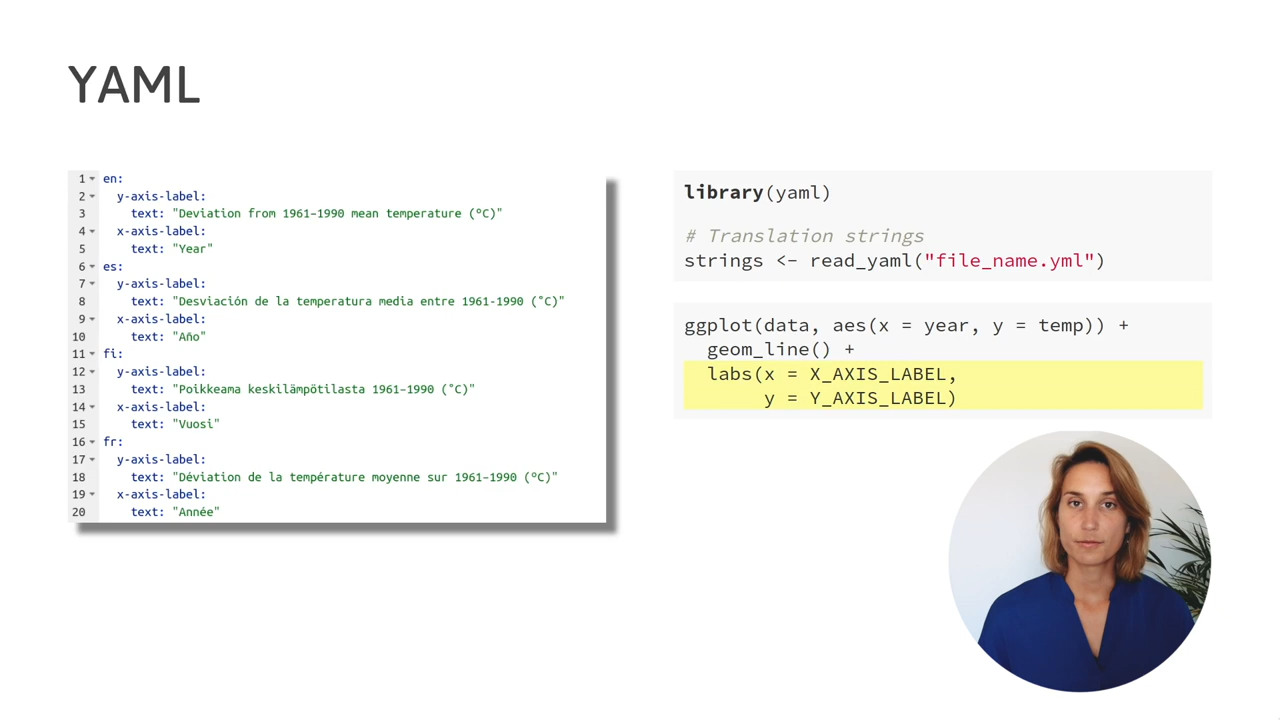 YAML
1 en:
2 y-axis-label:
3 text: "Deviation from 1961–1990 mean temperature (ºC)"
4 x-axis-label:
5 text: "Year"
6 es:
7 y-axis-label:
8 text: "Desviación de la temperatura media entre 1961-1990 (˚C)"
9 x-axis-label:
10 text: "Año"
11 fi:
12 y-axis-label:
13 text: "Poikkeama keskilämpötilasta 1961–1990 (˚C)"
14 x-axis-label:
15 text: "Vuosi"
16 fr:
17 y-axis-label:
18 text: "Déviation de la température moyenne sur 1961–1990 (ºC)"
19 x-axis-label:
20 text: "Année"
library(yaml)
# Translation strings
strings <- read_yaml("file_name.yml")
ggplot(data, aes(x = year, y = temp)) +
geom_line() +
labs(x = X_AXIS_LABEL,
y = Y_AXIS_LABEL)